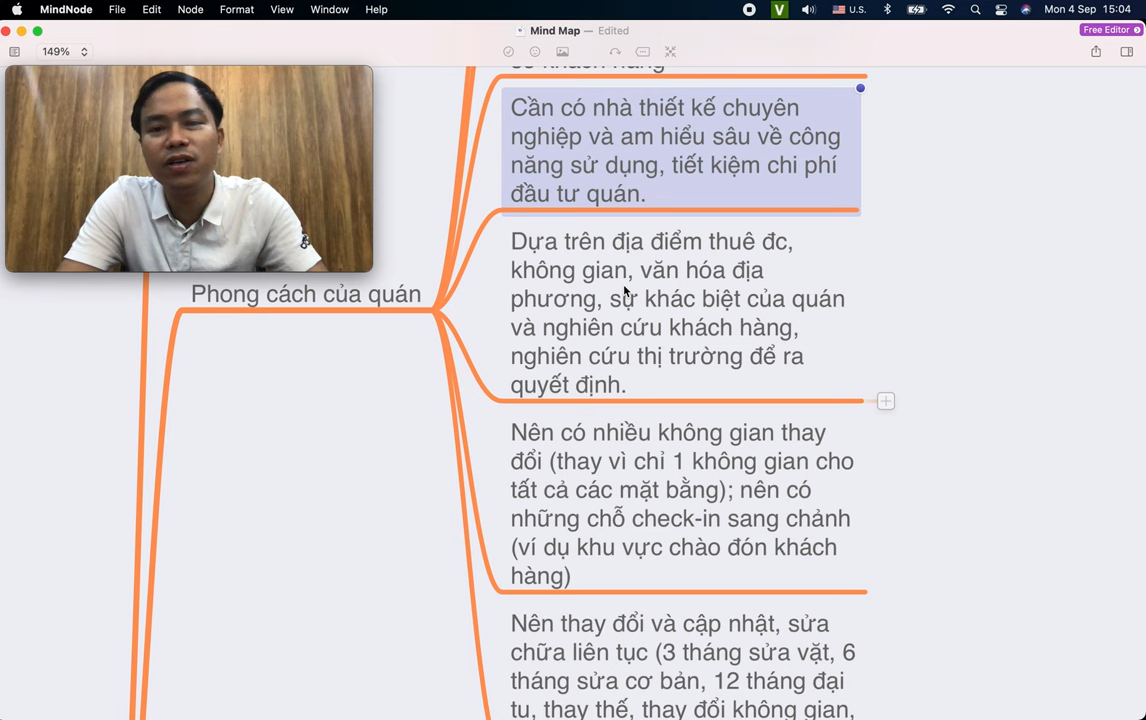 MindNode File Edit Node Format View Window Help V U.S. Mon 4 Sep 15:04
Mind Map — Edited
Free Editor
149%
Cần có nhà thiết kế chuyên
nghiệp và am hiểu sâu về công
năng sử dụng, tiết kiệm chi phí
đầu tư quán.
Dựa trên địa điểm thuê đc,
không gian, văn hóa địa
phương, sự khác biệt của quán
và nghiên cứu khách hàng,
nghiên cứu thị trường để ra
quyết định.
Phong cách của quán
Nên có nhiều không gian thay
đổi (thay vì chỉ 1 không gian cho
tất cả các mặt bằng); nên có
những chỗ check-in sang chảnh
(ví dụ khu vực chào đón khách
hàng)
Nên thay đổi và cập nhật, sửa
chữa liên tục (3 tháng sửa vặt, 6
tháng sửa cơ bản, 12 tháng đại
tu, thay thế, thay đổi không gian,